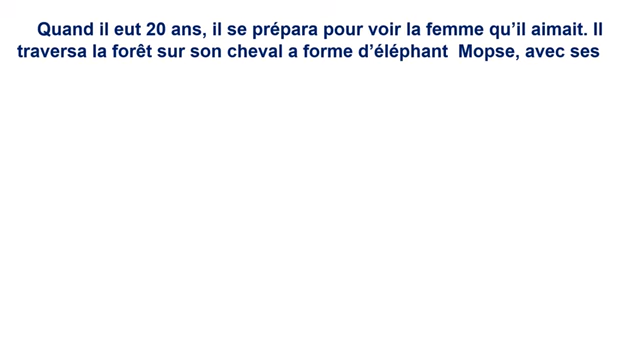 Quand il eut 20 ans, il se prépara pour voir la femme qu’il aimait. Il
traversa la forêt sur son cheval a forme d’éléphant  Mopse, avec ses